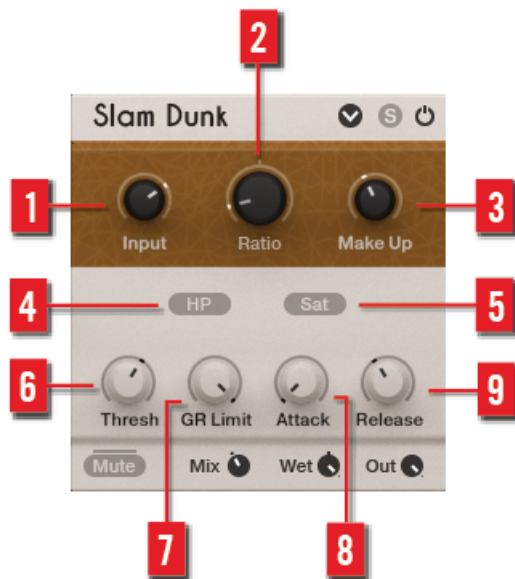 2
Slam Dunk S
1 3
Input Ratio Make Up
4 HP Sat 5
6 9
Thresh GR Limit Attack Release
Mute Mix Wet Out
7 8